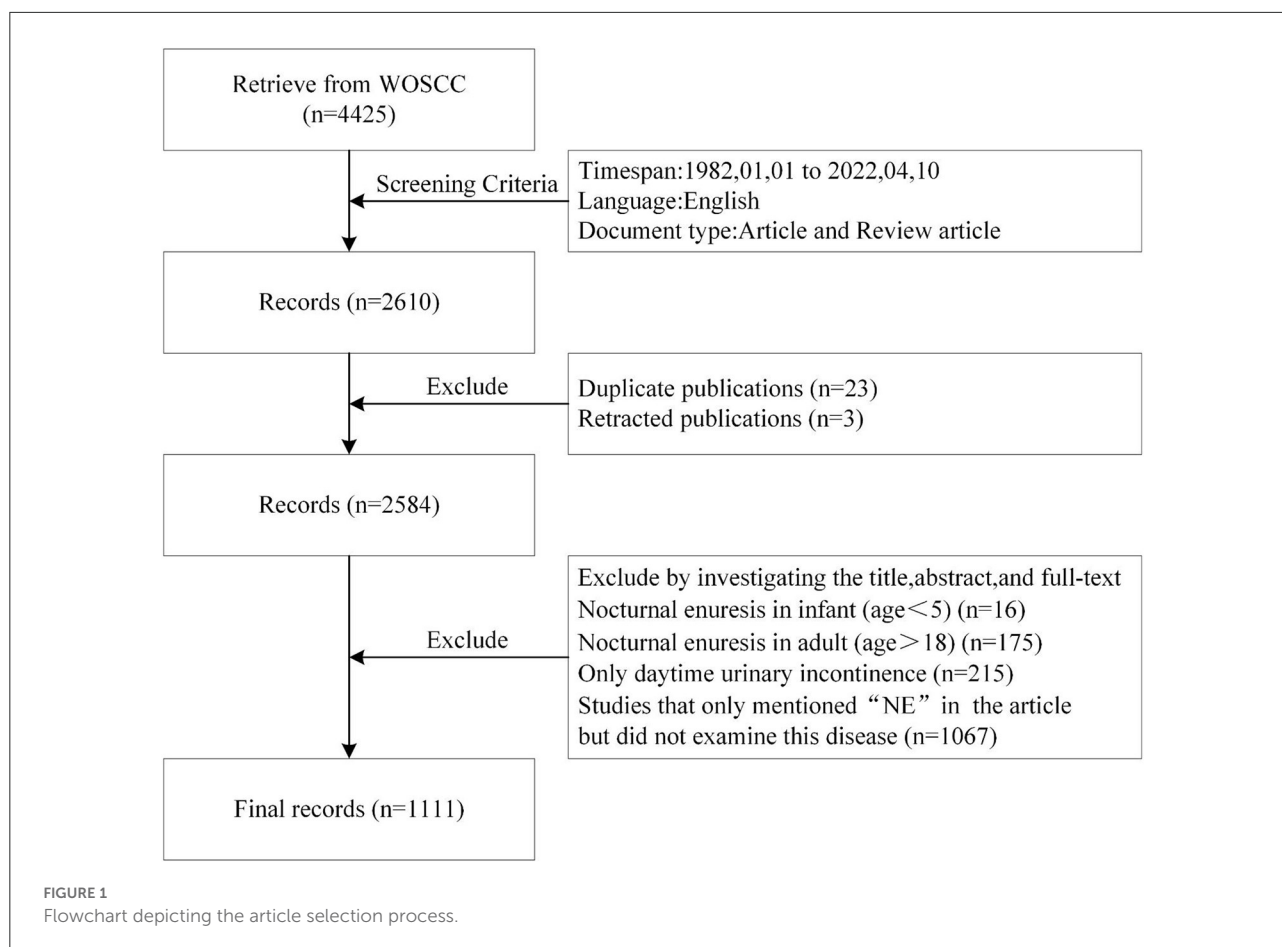 Retrieve from WOSCC
(n=4425)
Screening Criteria
Timespan:1982,01,01 to 2022,04,10
Language:English
Document type:Article and Review article
Records (n=2610)
Exclude
Duplicate publications (n=23)
Retracted publications (n=3)
Records (n=2584)
Exclude
Exclude by investigating the title,abstract,and full-text
Nocturnal enuresis in infant (age<5) (n=16)
Nocturnal enuresis in adult (age>18) (n=175)
Only daytime urinary incontinence (n=215)
Studies that only mentioned “NE” in the article
but did not examine this disease (n=1067)
Final records (n=1111)
FIGURE 1
Flowchart depicting the article selection process.